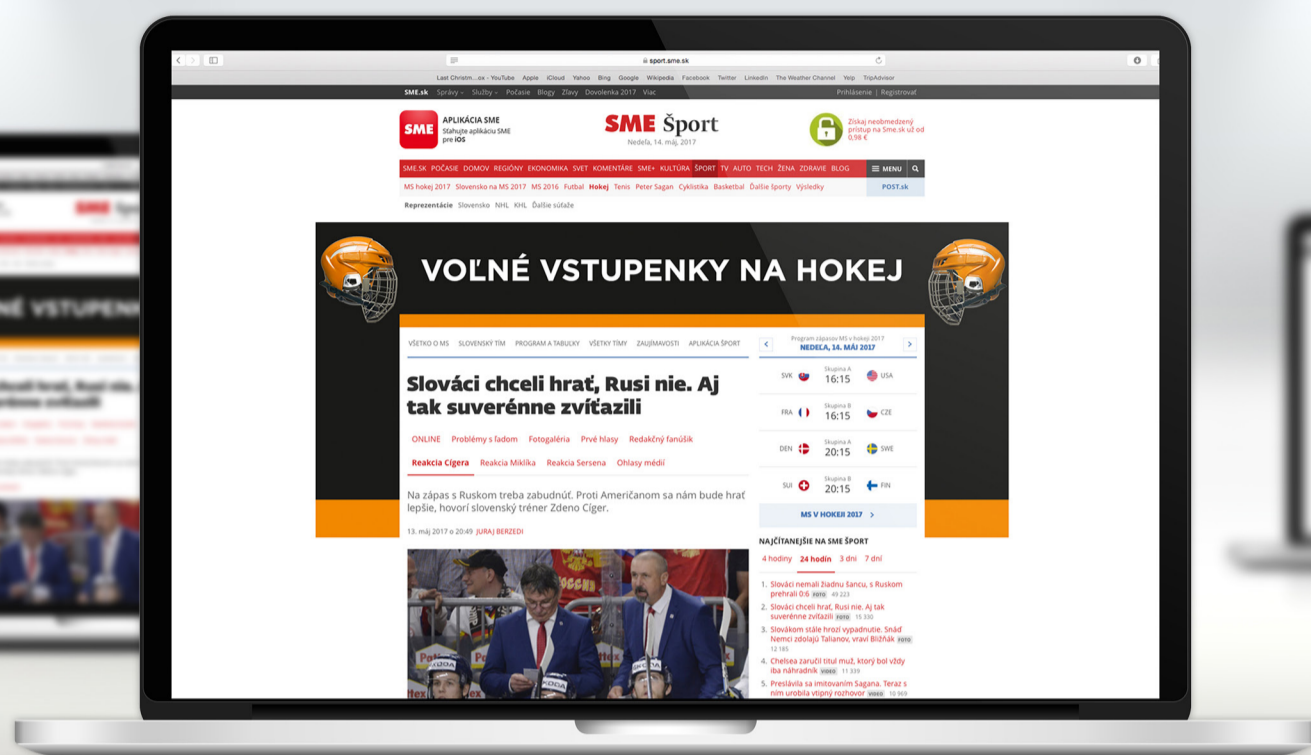 sport.sme.sk
Last Christm...ox - YouTube Apple iCloud Yahoo Bing Google Wikipedia Facebook Twitter LinkedIn The Weather Channel Yelp TripAdvisor
SME.sk Správy Služby Počasie Blogy Zľavy Dovolenka 2017 Viac Prihlásenie | Registrovať
SME
APLIKÁCIA SME
Stahujte aplikáciu SME
pre iOS
SME Šport
Nedeľa, 14. máj, 2017
Získaj neobmedzený
prístup na Sme.sk už od
0,98 €
SME.SK POČASIE DOMOV REGIÓNY EKONOMIKA SVET KOMENTÁRE SME+ KULTÚRA ŠPORT TV AUTO TECH ŽENA ZDRAVIE BLOG MENU
MS hokej 2017 Slovensko na MS 2017 MS 2016 Futbal Hokej Tenis Peter Sagan Cyklistika Basketbal Ďalšie športy Výsledky POST.sk
Reprezentácie Slovensko NHL KHL Ďalšie súťaže
VOĽNÉ VSTUPENKY NA HOKEJ
VŠETKO O MS SLOVENSKÝ TÍM PROGRAM A TABUĽKY VŠETKY TÍMY ZAUJÍMAVOSTI APLIKÁCIA ŠPORT
Slováci chceli hrať, Rusi nie. Aj
tak suverénne zvíťazili
ONLINE Problémy s ľadom Fotogaléria Prvé hlasy Redakčný fanúšik
Reakcia Cígera Reakcia Miklíka Reakcia Sersena Ohlasy médií
Na zápas s Ruskom treba zabudnúť. Proti Američanom sa nám bude hrať
lepšie, hovorí slovenský tréner Zdeno Cíger.
13. máj 2017 o 20:49 JURAJ BERZEDI
Program zápasov MS v hokeji 2017
NEDEĽA, 14. MÁJ 2017
Skupina A
SVK 16:15 USA
Skupina B
FRA 16:15 CZE
Skupina A
DEN 20:15 SWE
Skupina B
SUI 20:15 FIN
MS V HOKEJI 2017
NAJČÍTANEJŠIE NA SME ŠPORT
4 hodiny 24 hodín 3 dni 7 dní
1. Slováci nemali žiadnu šancu, s Ruskom
prehrali 0:6 FOTO 49 223
2. Slováci chceli hrať, Rusi nie. Aj tak
suverénne zvíťazili FOTO 15 330
3. Slovákom stále hrozí vypadnutie. Snáď
Nemci zdolajú Talianov, vraví Bližňák FOTO
12 185
4. Chelsea zaručil titul muž, ktorý bol vždy
iba náhradník VIDEO 11 339
5. Preslávila sa imitovaním Sagana. Teraz s
ním urobila vtipný rozhovor VIDEO 10 969
ŠKODA
ŠKODA